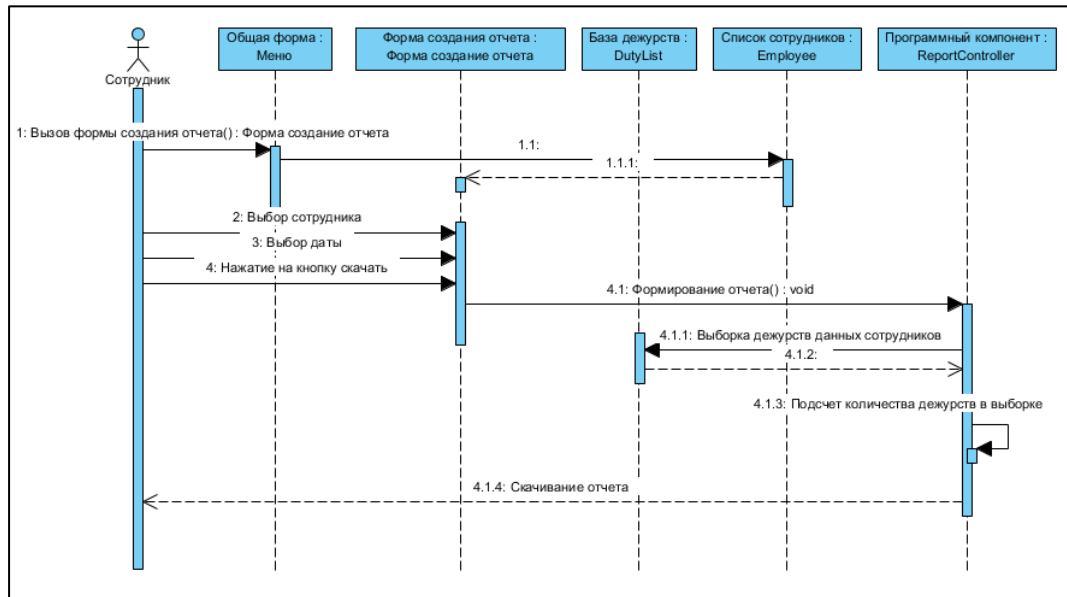 Общая форма :
Меню
Форма создания отчета :
Форма создание отчета
База дежурств :
DutyList
Список сотрудников :
Employee
Программный компонент :
ReportController
Сотрудник
1: Вызов формы создания отчета() : Форма создание отчета
1.1:
1.1.1:
2: Выбор сотрудника
3: Выбор даты
4: Нажатие на кнопку скачать
4.1: Формирование отчета() : void
4.1.1: Выборка дежурств данных сотрудников
4.1.2:
4.1.3: Подсчет количества дежурств в выборке
4.1.4: Скачивание отчета